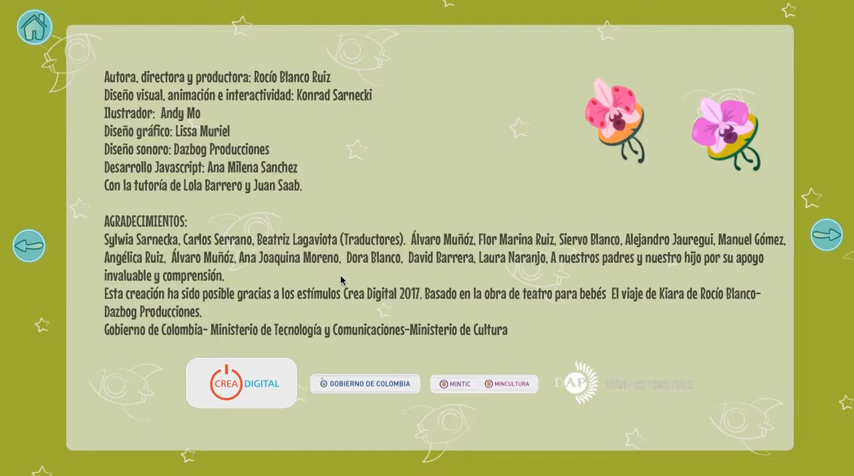 Autora, directora y productora: Rocío Blanco Ruiz
Diseño visual, animación e interactividad: Konrad Sarnecki
Ilustrador: Andy Mo
Diseño gráfico: Lissa Muriel
Diseño sonoro: Dazbog Producciones
Desarrollo Javascript: Ana Milena Sanchez
Con la tutoría de Lola Barrero y Juan Saab.
AGRADECIMIENTOS:
Sylwia Sarnecka, Carlos Serrano, Beatriz Lagaviota (Traductores). Álvaro Muñóz, Flor Marina Ruiz, Siervo Blanco, Alejandro Jauregui, Manuel Gómez,
Angélica Ruiz, Álvaro Muñóz, Ana Joaquina Moreno, Dora Blanco, David Barrera, Laura Naranjo, A nuestros padres y nuestro hijo por su apoyo
invaluable y comprensión.
Esta creación ha sido posible gracias a los estímulos Crea Digital 2017. Basado en la obra de teatro para bebés El viaje de Kiara de Rocío Blanco-
Dazbog Producciones.
Gobierno de Colombia- Ministerio de Tecnología y Comunicaciones-Ministerio de Cultura
CREA DIGITAL
GOBIERNO DE COLOMBIA
MINTIC MINCULTURA
DAP